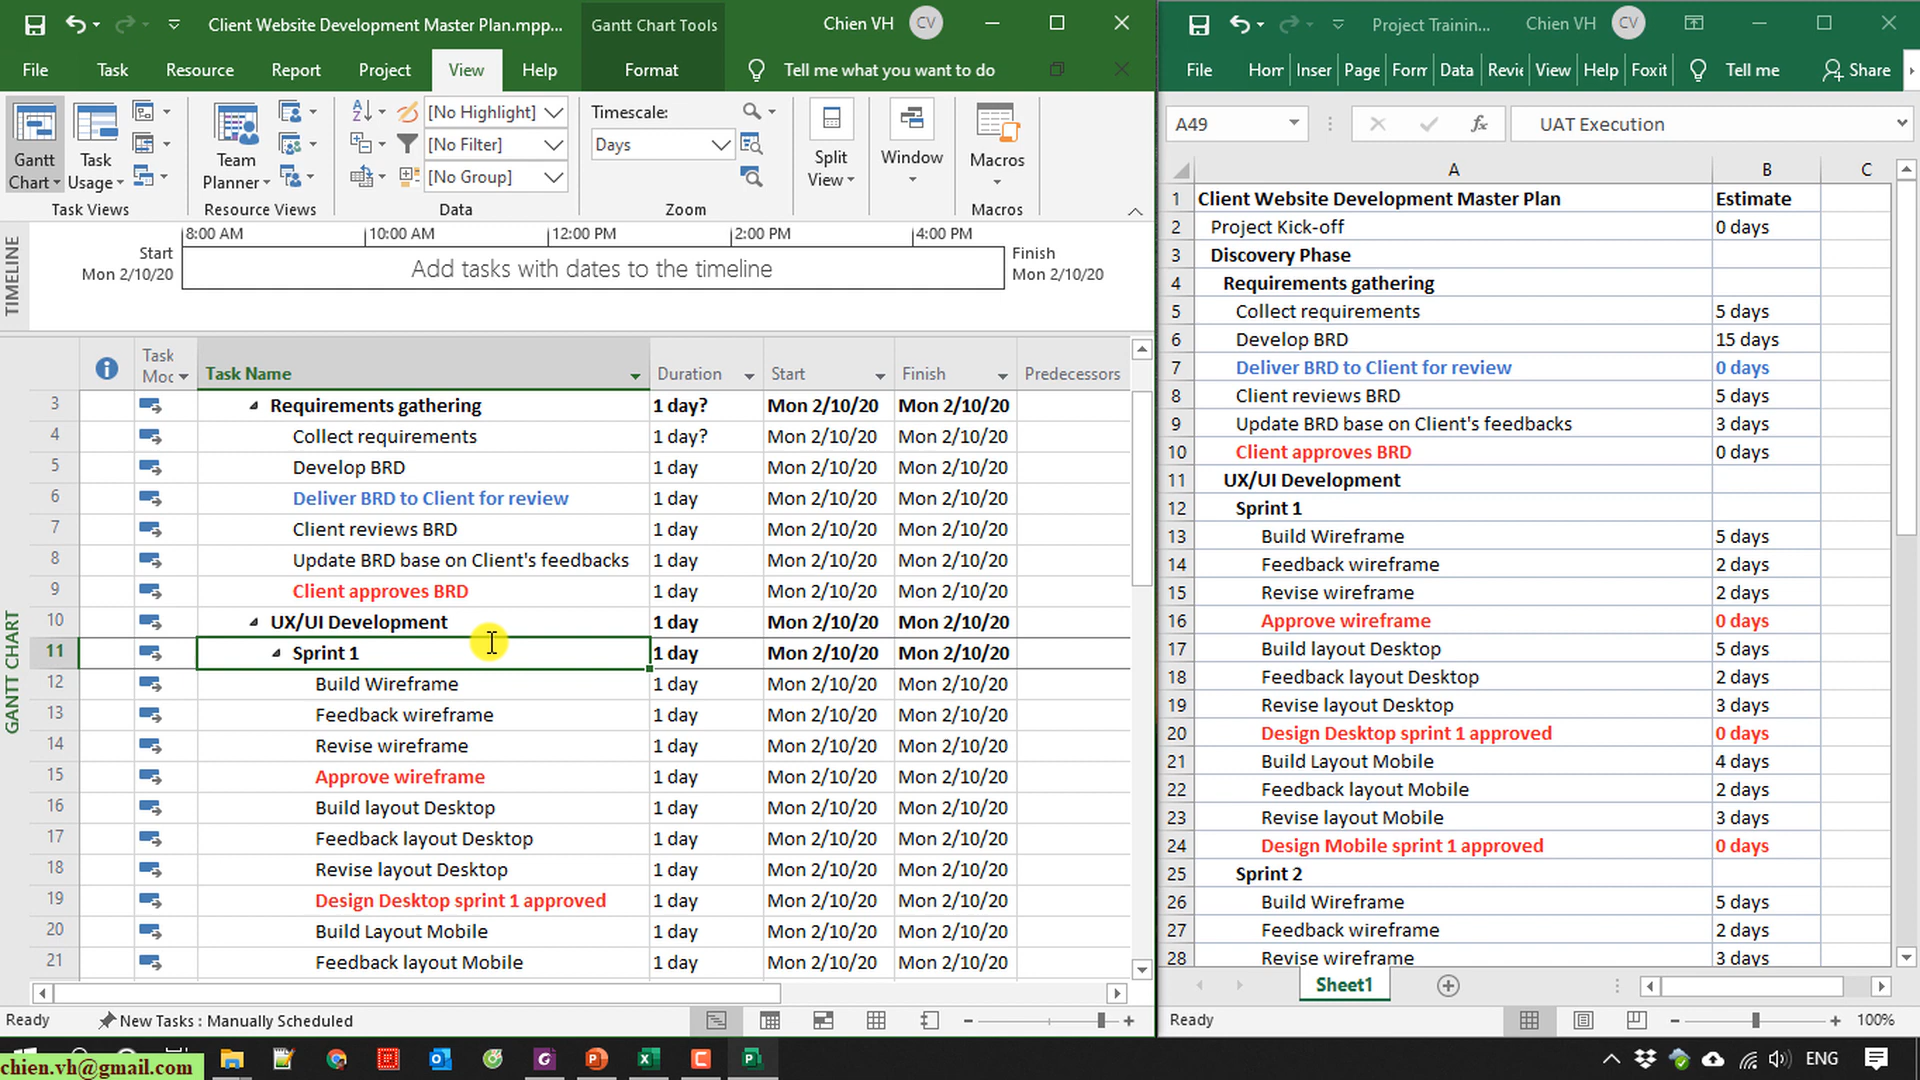 Client Website Development Master Plan.mpp...
Gantt Chart Tools
Chien VH
CV
File
Task
Resource
Report
Project
View
Help
Format
Tell me what you want to do
Gantt
Chart
Task
Usage
Team
Planner
[No Highlight]
[No Filter]
[No Group]
Timescale:
Days
Split
View
Window
Macros
Task Views
Resource Views
Data
Zoom
Macros
TIMELINE
8:00 AM
10:00 AM
12:00 PM
2:00 PM
4:00 PM
Start
Mon 2/10/20
Add tasks with dates to the timeline
Finish
Mon 2/10/20
GANTT CHART
Task
Moc
Task Name
Duration
Start
Finish
Predecessors
3 Requirements gathering 1 day? Mon 2/10/20 Mon 2/10/20
4 Collect requirements 1 day? Mon 2/10/20 Mon 2/10/20
5 Develop BRD 1 day Mon 2/10/20 Mon 2/10/20
6 Deliver BRD to Client for review 1 day Mon 2/10/20 Mon 2/10/20
7 Client reviews BRD 1 day Mon 2/10/20 Mon 2/10/20
8 Update BRD base on Client's feedbacks 1 day Mon 2/10/20 Mon 2/10/20
9 Client approves BRD 1 day Mon 2/10/20 Mon 2/10/20
10 UX/UI Development 1 day Mon 2/10/20 Mon 2/10/20
11 Sprint 1 1 day Mon 2/10/20 Mon 2/10/20
12 Build Wireframe 1 day Mon 2/10/20 Mon 2/10/20
13 Feedback wireframe 1 day Mon 2/10/20 Mon 2/10/20
14 Revise wireframe 1 day Mon 2/10/20 Mon 2/10/20
15 Approve wireframe 1 day Mon 2/10/20 Mon 2/10/20
16 Build layout Desktop 1 day Mon 2/10/20 Mon 2/10/20
17 Feedback layout Desktop 1 day Mon 2/10/20 Mon 2/10/20
18 Revise layout Desktop 1 day Mon 2/10/20 Mon 2/10/20
19 Design Desktop sprint 1 approved 1 day Mon 2/10/20 Mon 2/10/20
20 Build Layout Mobile 1 day Mon 2/10/20 Mon 2/10/20
21 Feedback layout Mobile 1 day Mon 2/10/20 Mon 2/10/20
Ready
New Tasks : Manually Scheduled
Project Trainin...
Chien VH
CV
File
Hom
Inser
Page
Form
Data
Revie
View
Help
Foxit
Tell me
Share
A49
fx
UAT Execution
A
B
C
1 Client Website Development Master Plan Estimate
2 Project Kick-off 0 days
3 Discovery Phase
4 Requirements gathering
5 Collect requirements 5 days
6 Develop BRD 15 days
7 Deliver BRD to Client for review 0 days
8 Client reviews BRD 5 days
9 Update BRD base on Client's feedbacks 3 days
10 Client approves BRD 0 days
11 UX/UI Development
12 Sprint 1
13 Build Wireframe 5 days
14 Feedback wireframe 2 days
15 Revise wireframe 2 days
16 Approve wireframe 0 days
17 Build layout Desktop 5 days
18 Feedback layout Desktop 2 days
19 Revise layout Desktop 3 days
20 Design Desktop sprint 1 approved 0 days
21 Build Layout Mobile 4 days
22 Feedback layout Mobile 2 days
23 Revise layout Mobile 3 days
24 Design Mobile sprint 1 approved 0 days
25 Sprint 2
26 Build Wireframe 5 days
27 Feedback wireframe 2 days
28 Revise wireframe 3 days
Sheet1
Ready
100%
chien.vh@gmail.com
ENG